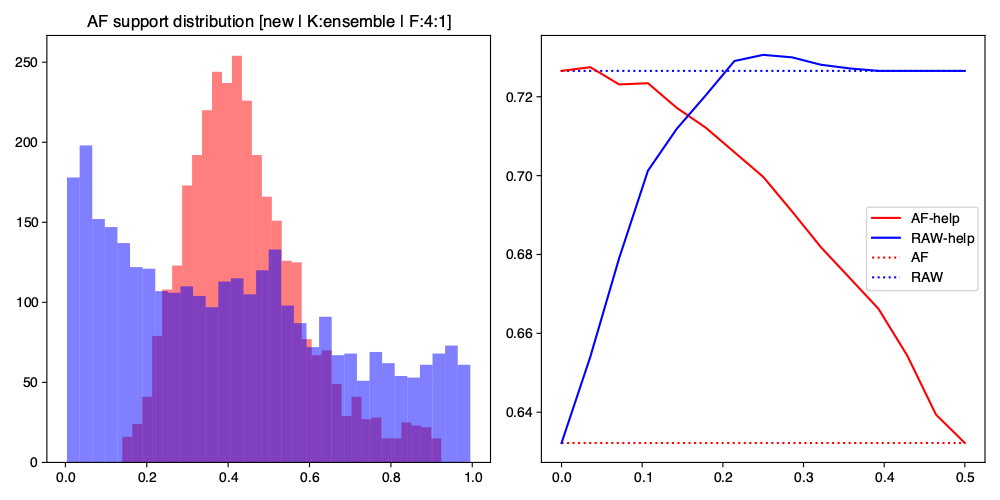 AF support distribution [new | K:ensemble | F:4:1]
250
200
150
100
50
0
0.0 0.2 0.4 0.6 0.8 1.0
0.72
0.70
0.68
0.66
0.64
0.0 0.1 0.2 0.3 0.4 0.5
AF-help
RAW-help
AF
RAW